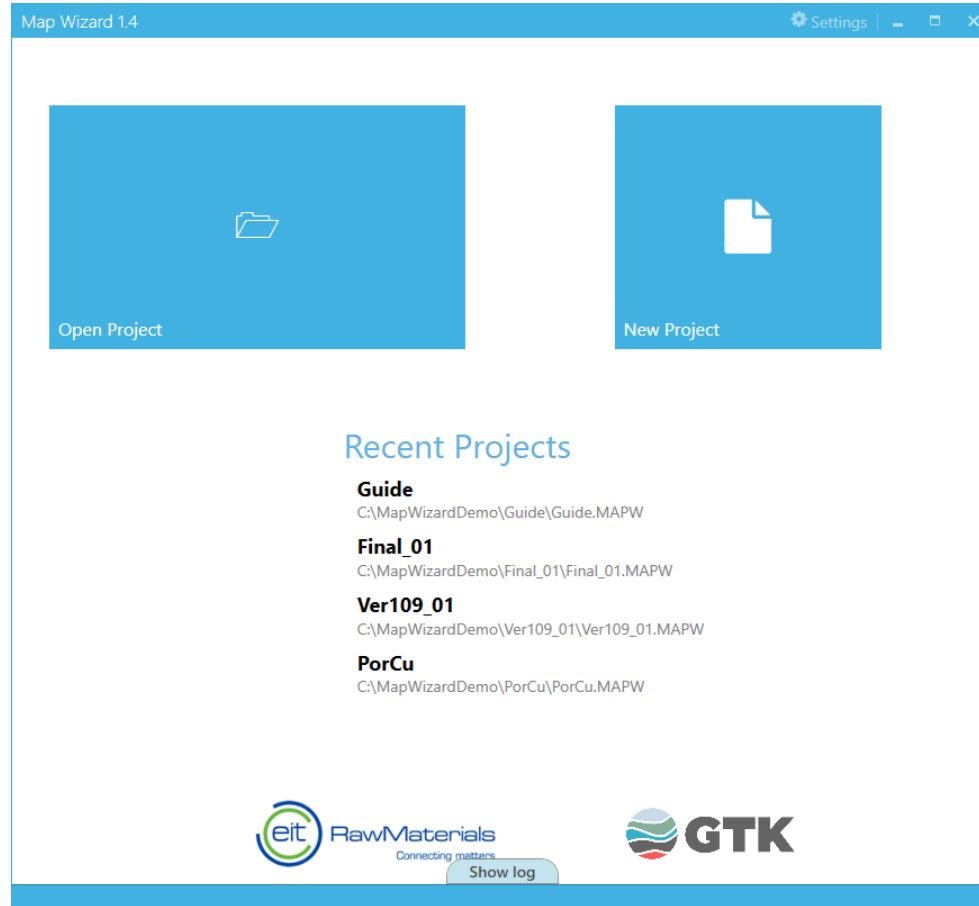 Map Wizard 1.4
Settings
Open Project
New Project
Recent Projects
Guide
C:\MapWizardDemo\Guide\Guide.MAPW
Final_01
C:\MapWizardDemo\Final_01\Final_01.MAPW
Ver109_01
C:\MapWizardDemo\Ver109_01\Ver109_01.MAPW
PorCu
C:\MapWizardDemo\PorCu\PorCu.MAPW
eit RawMaterials
Connecting matters
GTK
Show log